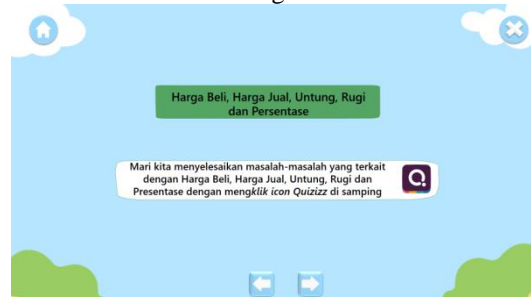 Harga Beli, Harga Jual, Untung, Rugi
dan Persentase
Mari kita menyelesaikan masalah-masalah yang terkait
dengan Harga Beli, Harga Jual, Untung, Rugi dan
Presentase dengan mengklik icon Quizizz di samping